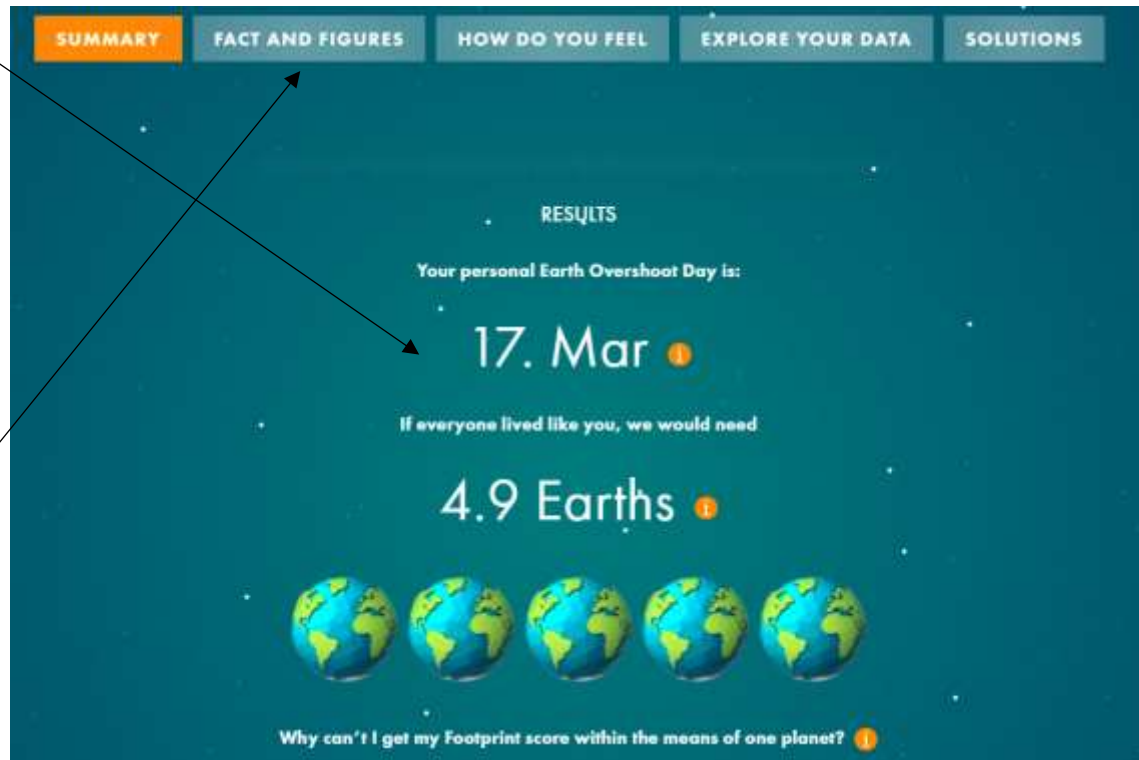 SUMMARY FACT AND FIGURES HOW DO YOU FEEL EXPLORE YOUR DATA SOLUTIONS
RESULTS
Your personal Earth Overshoot Day is:
17. Mar i
If everyone lived like you, we would need
4.9 Earths i
Why can't I get my Footprint score within the means of one planet? i